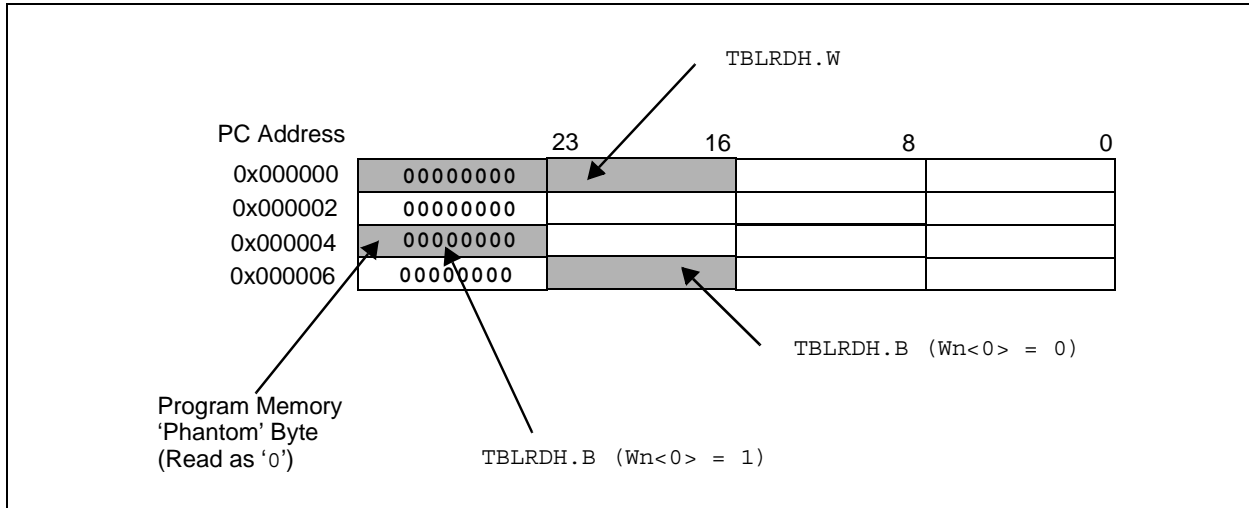 TBLRDH.W
PC Address
23 16 8 0
0x000000 00000000
0x000002 00000000
0x000004 00000000
0x000006 00000000
TBLRDH.B (Wn<0> = 0)
Program Memory
‘Phantom’ Byte
(Read as ‘0’)
TBLRDH.B (Wn<0> = 1)